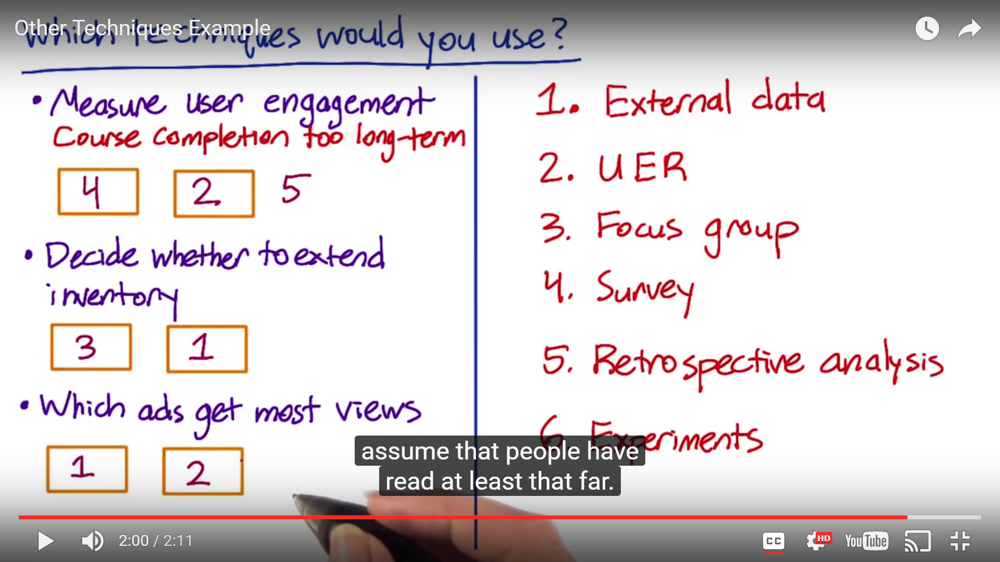 Other Techniques Example
Which techniques would you use?
• Measure user engagement
Course completion too long-term
4 2 5
• Decide whether to extend
inventory
3 1
• Which ads get most views
1 2
1. External data
2. UER
3. Focus group
4. Survey
5. Retrospective analysis
6. Experiments
assume that people have
read at least that far.
2:00 / 2:11
CC
HD
YouTube